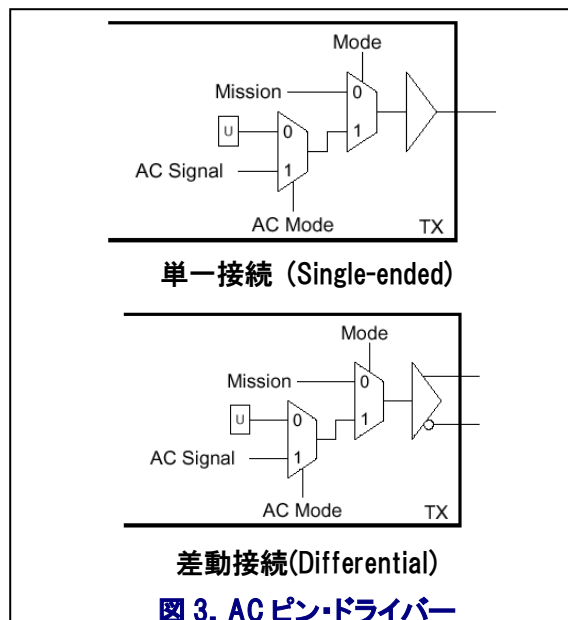 Mode
Mission
0
U
0
1
AC Signal
1
AC Mode
TX
単一接続 (Single-ended)
Mode
Mission
0
U
0
1
AC Signal
1
AC Mode
TX
差動接続(Differential)
図 3. AC ピン・ドライバー